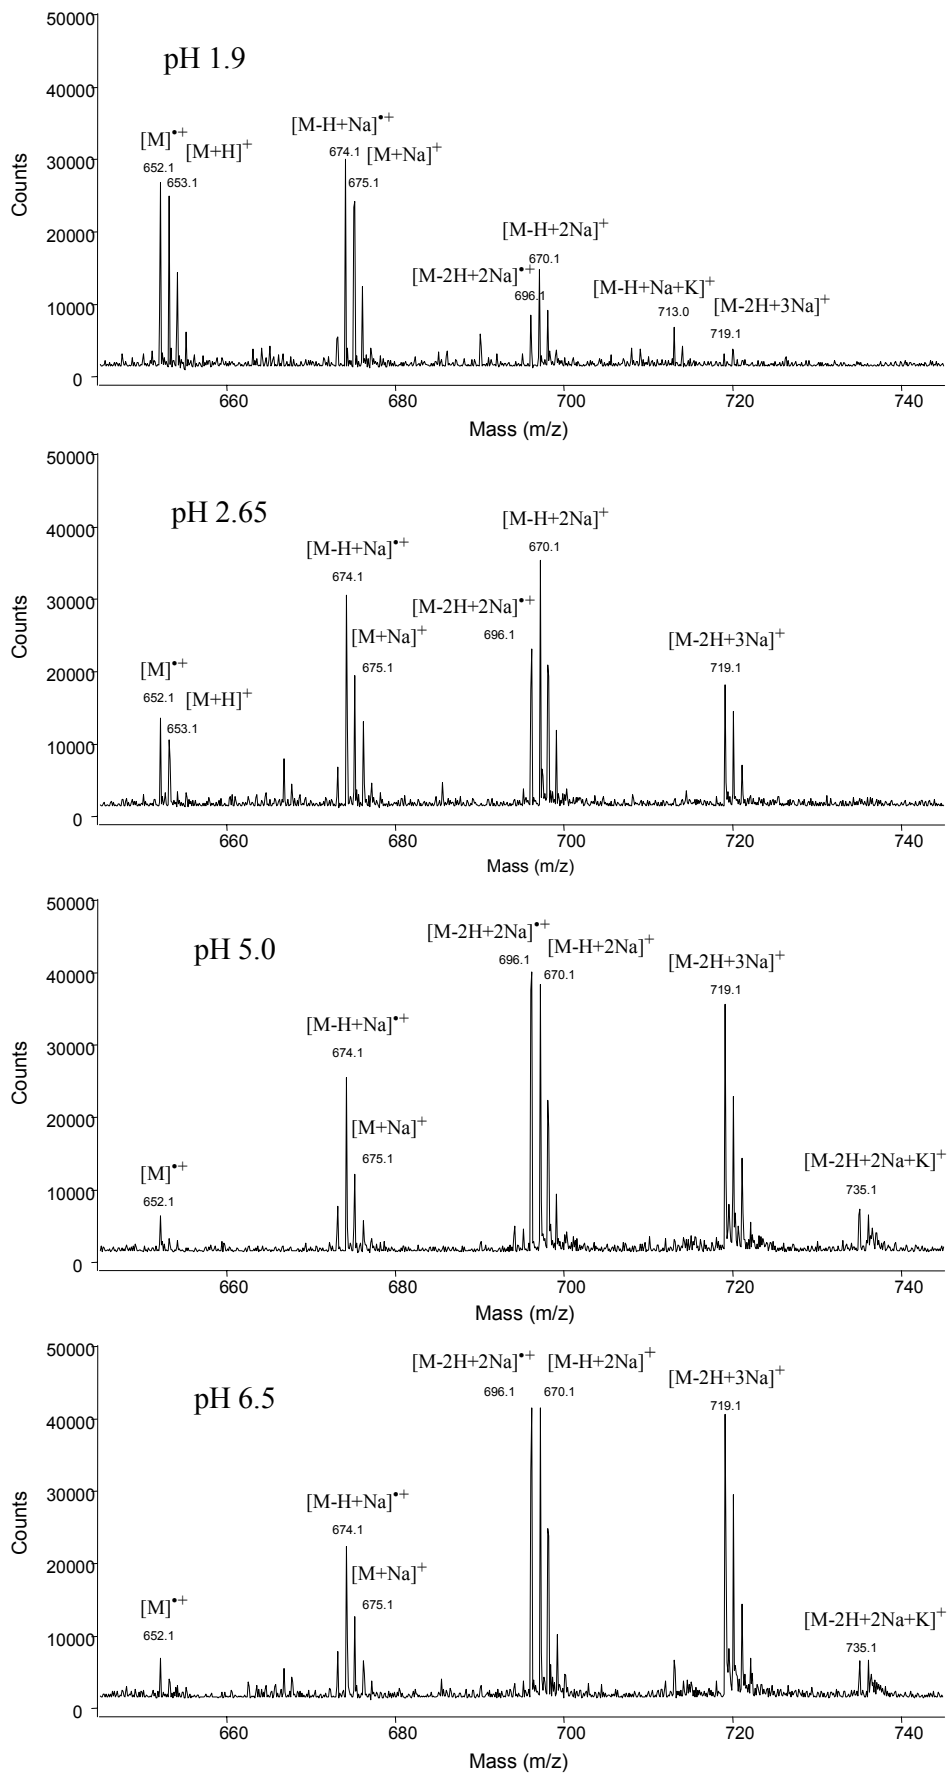 50000
pH 1.9
40000
[M-H+Na]•+
[M]•+ [M+H]+ [M+Na]+
30000
652.1 653.1 674.1 675.1
Counts
20000
[M-H+2Na]+
670.1
[M-2H+2Na]•+
696.1
[M-H+Na+K]+ [M-2H+3Na]+
713.0 719.1
10000
0
660 680 700 720 740
Mass (m/z)
50000
pH 2.65
[M-H+2Na]+
40000
670.1
[M-H+Na]•+
674.1
30000
Counts
[M-2H+2Na]•+
696.1
[M+Na]+
675.1
[M-2H+3Na]+
719.1
20000
[M]•+
652.1
[M+H]+
653.1
10000
0
660 680 700 720 740
Mass (m/z)
50000
pH 5.0
[M-2H+2Na]•+ [M-H+2Na]+
696.1 670.1
[M-2H+3Na]+
719.1
40000
[M-H+Na]•+
674.1
30000
Counts
20000
[M+Na]+
675.1
[M]•+
652.1
[M-2H+2Na+K]+
735.1
10000
0
660 680 700 720 740
Mass (m/z)
50000
[M-2H+2Na]•+ [M-H+2Na]+
696.1 670.1
[M-2H+3Na]+
719.1
pH 6.5
40000
[M-H+Na]•+
674.1
30000
Counts
20000
[M+Na]+
675.1
[M]•+
652.1
[M-2H+2Na+K]+
735.1
10000
0
660 680 700 720 740
Mass (m/z)